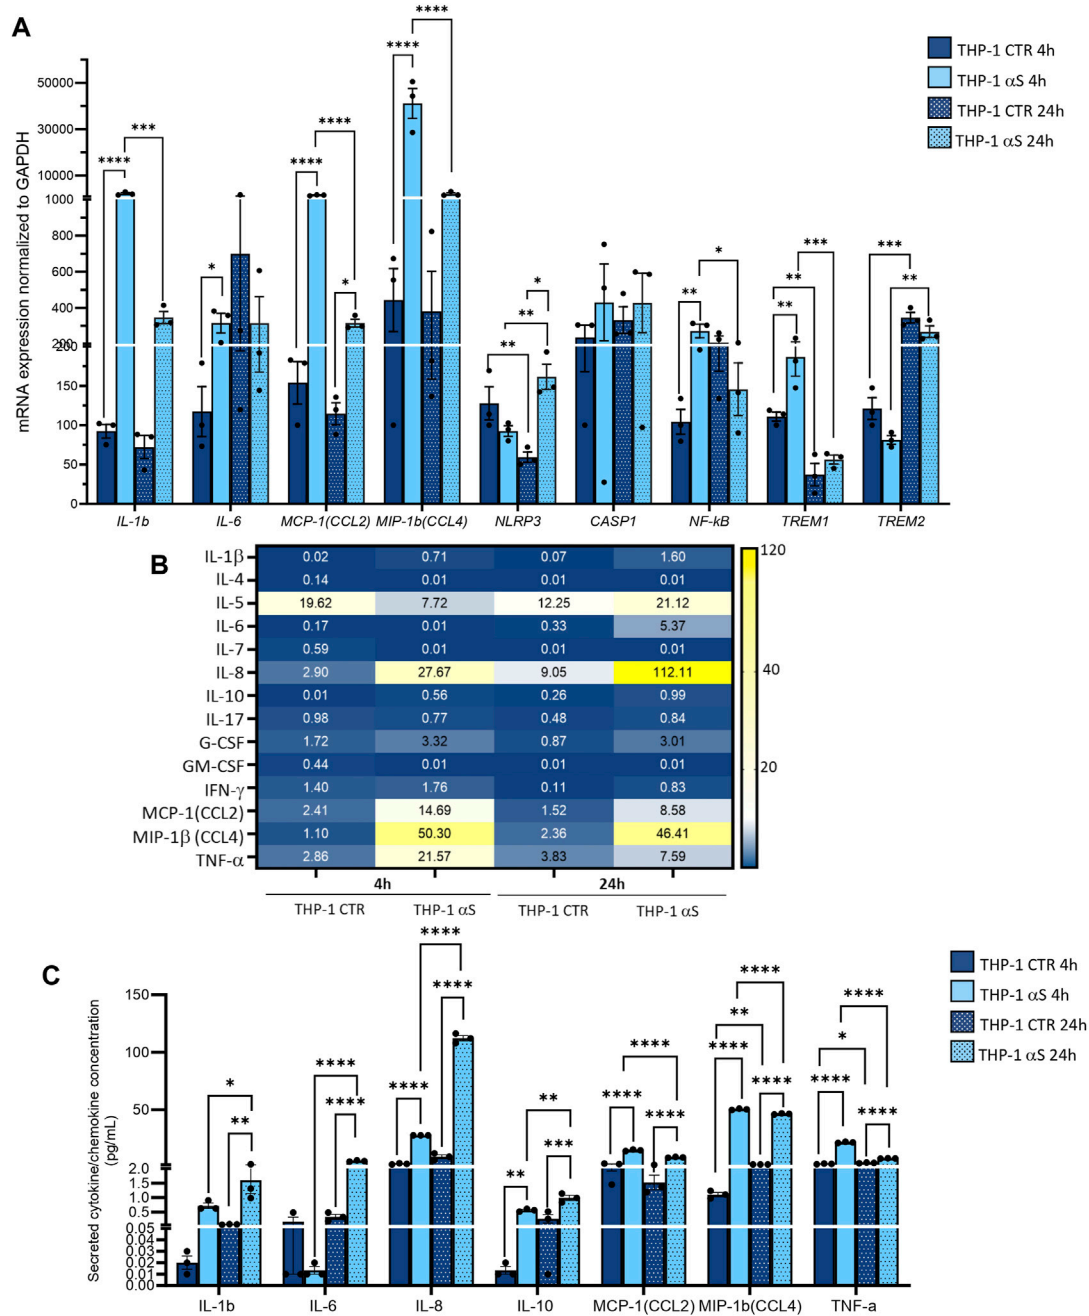 A
THP-1 CTR 4h
THP-1 αS 4h
THP-1 CTR 24h
THP-1 αS 24h
mRNA expression normalized to GAPDH
50000
30000
10000
1000
800
600
400
200
200
150
100
50
0
**** ***
*
**** **** *
**** ****
** ** *
** *
** ** ***
*** **
IL-1b IL-6 MCP-1(CCL2) MIP-1b(CCL4) NLRP3 CASP1 NF-kB TREM1 TREM2
B
IL-1β 0.02 0.71 0.07 1.60
IL-4 0.14 0.01 0.01 0.01
IL-5 19.62 7.72 12.25 21.12
IL-6 0.17 0.01 0.33 5.37
IL-7 0.59 0.01 0.01 0.01
IL-8 2.90 27.67 9.05 112.11
IL-10 0.01 0.56 0.26 0.99
IL-17 0.98 0.77 0.48 0.84
G-CSF 1.72 3.32 0.87 3.01
GM-CSF 0.44 0.01 0.01 0.01
IFN-γ 1.40 1.76 0.11 0.83
MCP-1(CCL2) 2.41 14.69 1.52 8.58
MIP-1β (CCL4) 1.10 50.30 2.36 46.41
TNF-α 2.86 21.57 3.83 7.59
120
40
20
4h 24h
THP-1 CTR THP-1 αS THP-1 CTR THP-1 αS
C
THP-1 CTR 4h
THP-1 αS 4h
THP-1 CTR 24h
THP-1 αS 24h
Secreted cytokine/chemokine concentration
(pg/mL)
150
100
50
2.0
1.5
1.0
0.5
0.05
0.04
0.03
0.02
0.01
0.01
* **
**** ****
**** **** ****
** ** ***
**** **** ****
**** ** **** ****
**** * **** ****
IL-1b IL-6 IL-8 IL-10 MCP-1(CCL2) MIP-1b(CCL4) TNF-a